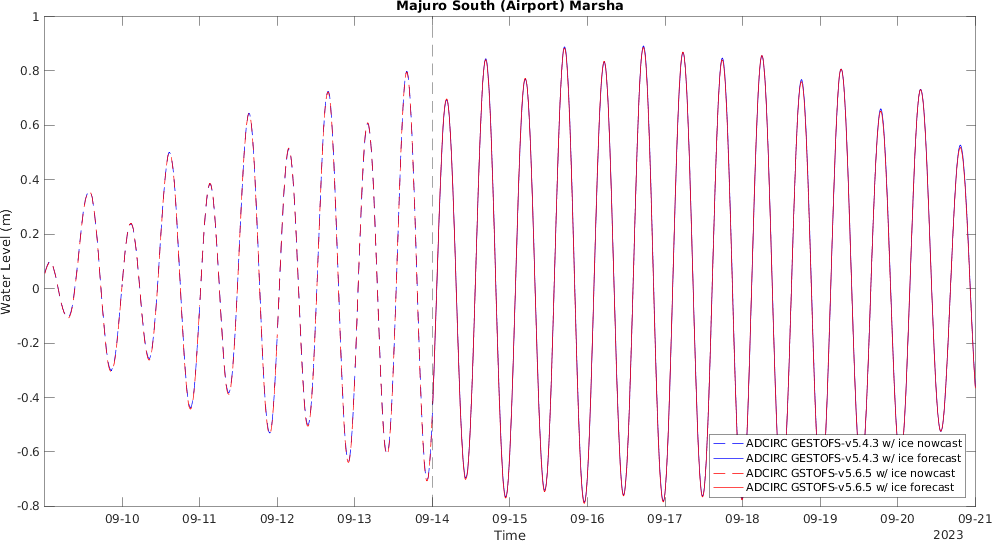 Majuro South (Airport) Marsha
1
0.8
0.6
0.4
0.2
0
-0.2
-0.4
-0.6
-0.8
Water Level (m)
ADCIRC GESTOFS-v5.4.3 w/ ice nowcast
ADCIRC GESTOFS-v5.4.3 w/ ice forecast
ADCIRC GSTOFS-v5.6.5 w/ ice nowcast
ADCIRC GSTOFS-v5.6.5 w/ ice forecast
09-10 09-11 09-12 09-13 09-14 09-15 09-16 09-17 09-18 09-19 09-20 09-21
Time
2023